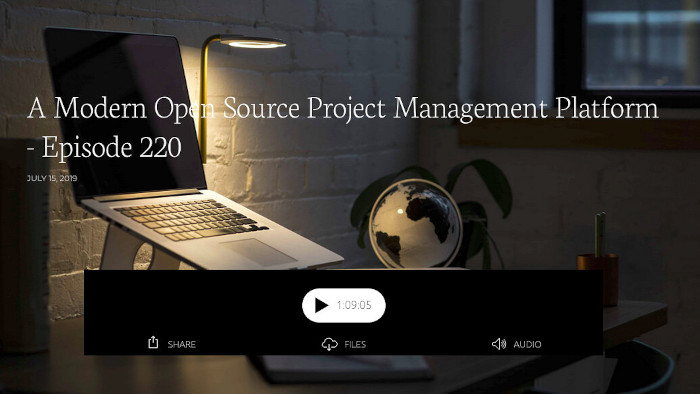 A Modern Open Source Project Management Platform
- Episode 220
JULY 15, 2019
1:09:05
SHARE
FILES
AUDIO